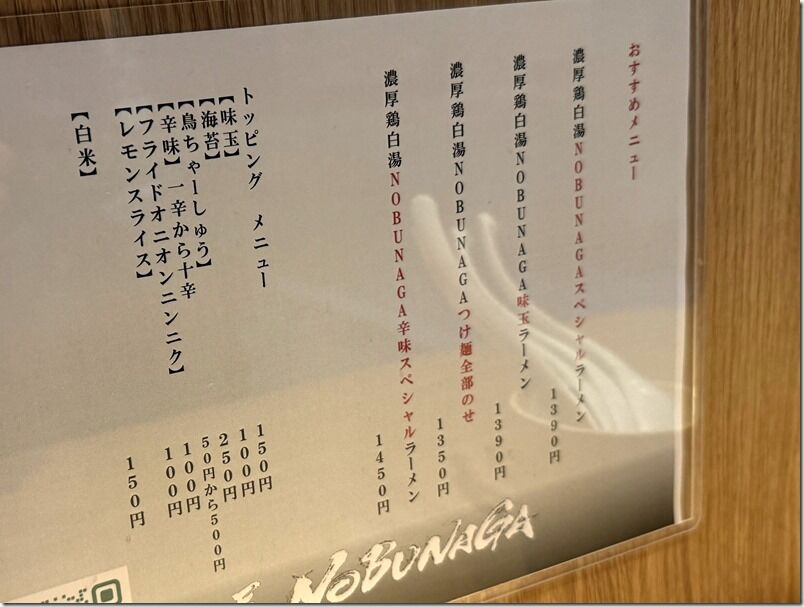 おすすめメニュー
濃厚鶏白湯NOBUNAGAスペシャルラーメン
1390円
濃厚鶏白湯NOBUNAGA味玉ラーメン
1390円
濃厚鶏白湯NOBUNAGAつけ麺全部のせ
1350円
濃厚鶏白湯NOBUNAGA辛味スペシャルラーメン
1450円
トッピング メニュー
【味玉】 150円
【海苔】 100円
【鳥ちゃーしゅう】 250円
【辛味】一辛から十辛 50円から500円
【フライドオニオンニンニク】 100円
【レモンスライス】 100円
【白米】 150円
NOBUNAGA